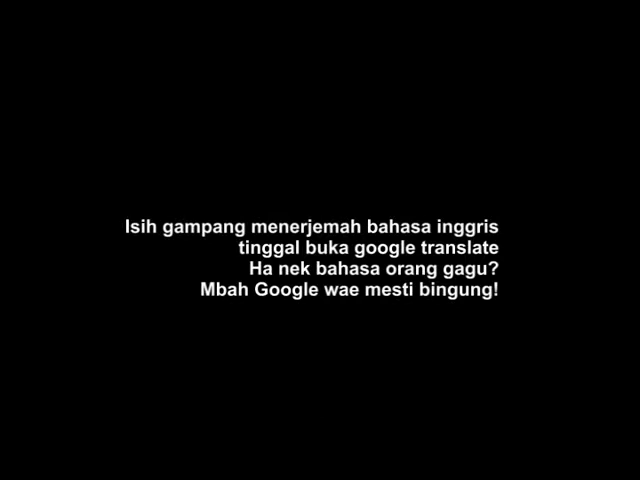 Isih gampang menerjemah bahasa inggris
tinggal buka google translate
Ha nek bahasa orang gagu?
Mbah Google wae mesti bingung!